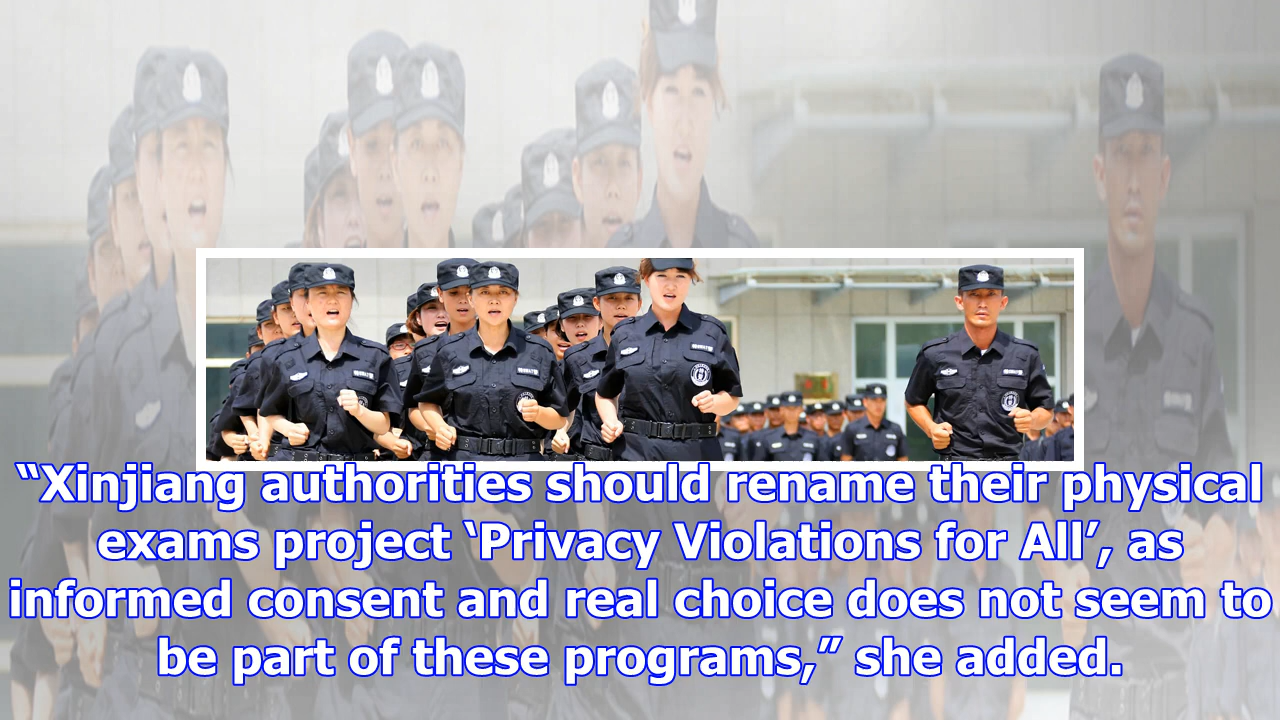 “Xinjiang authorities should rename their physical
exams project ‘Privacy Violations for All’, as
informed consent and real choice does not seem to
be part of these programs,” she added.